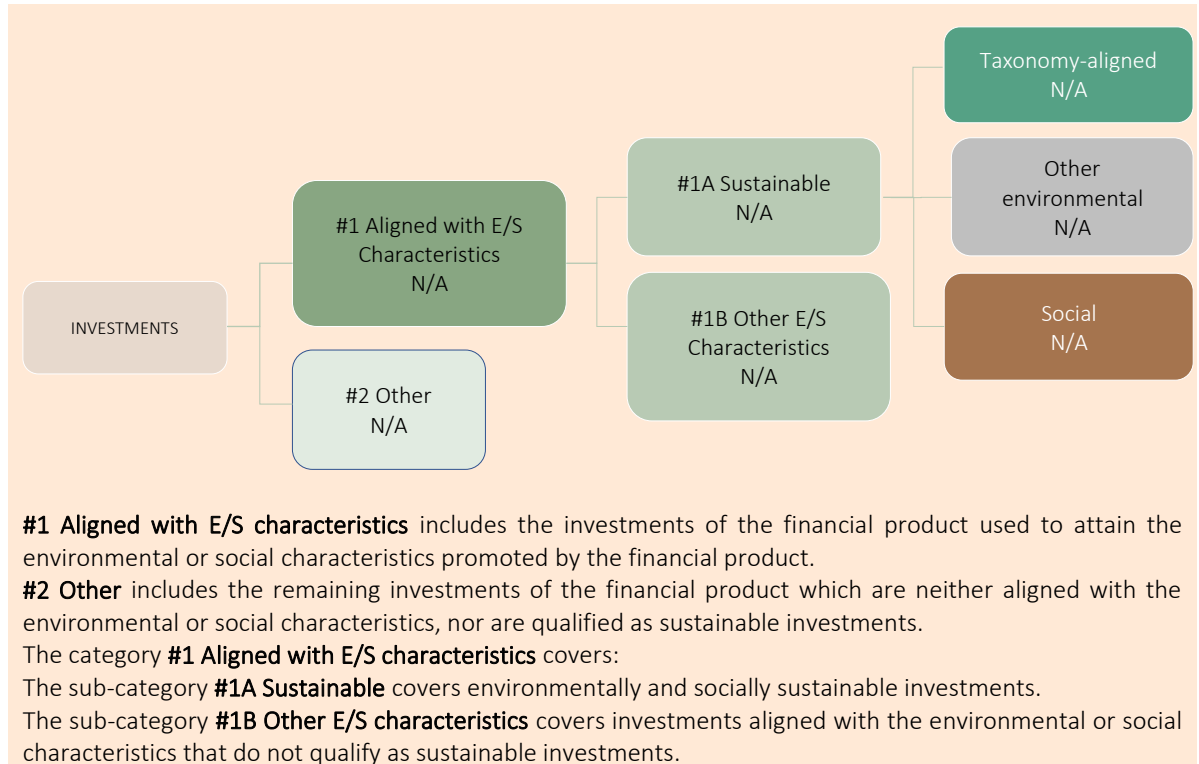 Taxonomy-aligned
N/A
Other
environmental
N/A
#1A Sustainable
N/A
#1 Aligned with E/S
Characteristics
N/A
Social
N/A
#1B Other E/S
Characteristics
N/A
INVESTMENTS
#2 Other
N/A
#1 Aligned with E/S characteristics includes the investments of the financial product used to attain the
environmental or social characteristics promoted by the financial product.
#2 Other includes the remaining investments of the financial product which are neither aligned with the
environmental or social characteristics, nor are qualified as sustainable investments.
The category #1 Aligned with E/S characteristics covers:
The sub-category #1A Sustainable covers environmentally and socially sustainable investments.
The sub-category #1B Other E/S characteristics covers investments aligned with the environmental or social
characteristics that do not qualify as sustainable investments.